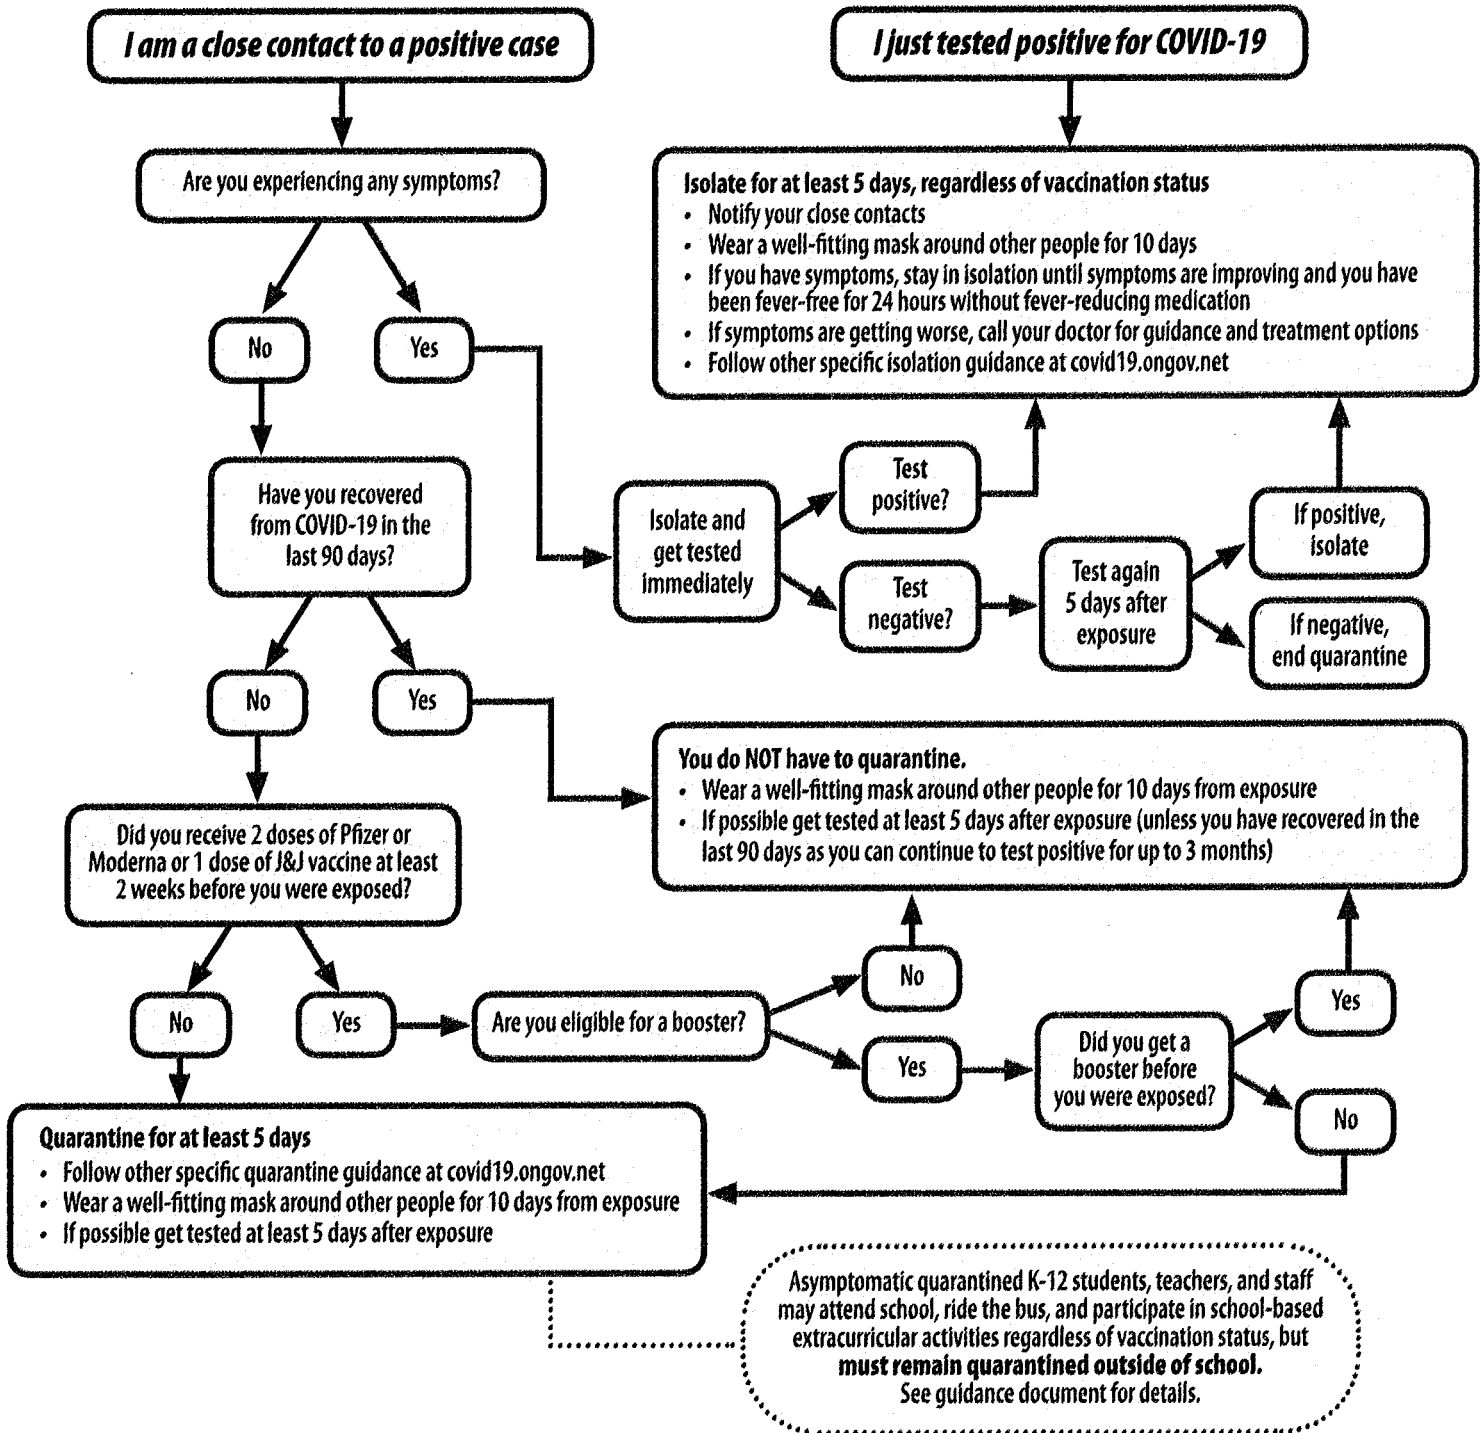 I am a close contact to a positive case
Are you experiencing any symptoms?
No
Yes
Have you recovered
from COVID-19 in the
last 90 days?
No
Yes
Did you receive 2 doses of Pfizer or
Moderna or 1 dose of J&J vaccine at least
2 weeks before you were exposed?
No
Yes
Are you eligible for a booster?
No
Yes
Did you get a
booster before
you were exposed?
Yes
No
Quarantine for at least 5 days
• Follow other specific quarantine guidance at covid19.ongov.net
• Wear a well-fitting mask around other people for 10 days from exposure
• If possible get tested at least 5 days after exposure
Asymptomatic quarantined K-12 students, teachers, and staff
may attend school, ride the bus, and participate in school-based
extracurricular activities regardless of vaccination status, but
must remain quarantined outside of school.
See guidance document for details.
I just tested positive for COVID-19
Isolate for at least 5 days, regardless of vaccination status
• Notify your close contacts
• Wear a well-fitting mask around other people for 10 days
• If you have symptoms, stay in isolation until symptoms are improving and you have
been fever-free for 24 hours without fever-reducing medication
• If symptoms are getting worse, call your doctor for guidance and treatment options
• Follow other specific isolation guidance at covid19.ongov.net
Isolate and
get tested
immediately
Test
positive?
Test
negative?
Test again
5 days after
exposure
If positive,
isolate
If negative,
end quarantine
You do NOT have to quarantine.
• Wear a well-fitting mask around other people for 10 days from exposure
• If possible get tested at least 5 days after exposure (unless you have recovered in the
last 90 days as you can continue to test positive for up to 3 months)